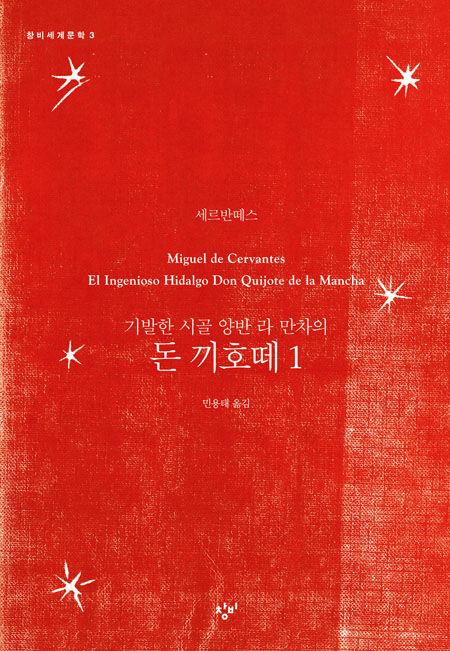 창비세계문학 3
세르반떼스
Miguel de Cervantes
El Ingenioso Hidalgo Don Quijote de la Mancha
기발한 시골 양반 라 만차의
돈 끼호떼 1
민용태 옮김
창비